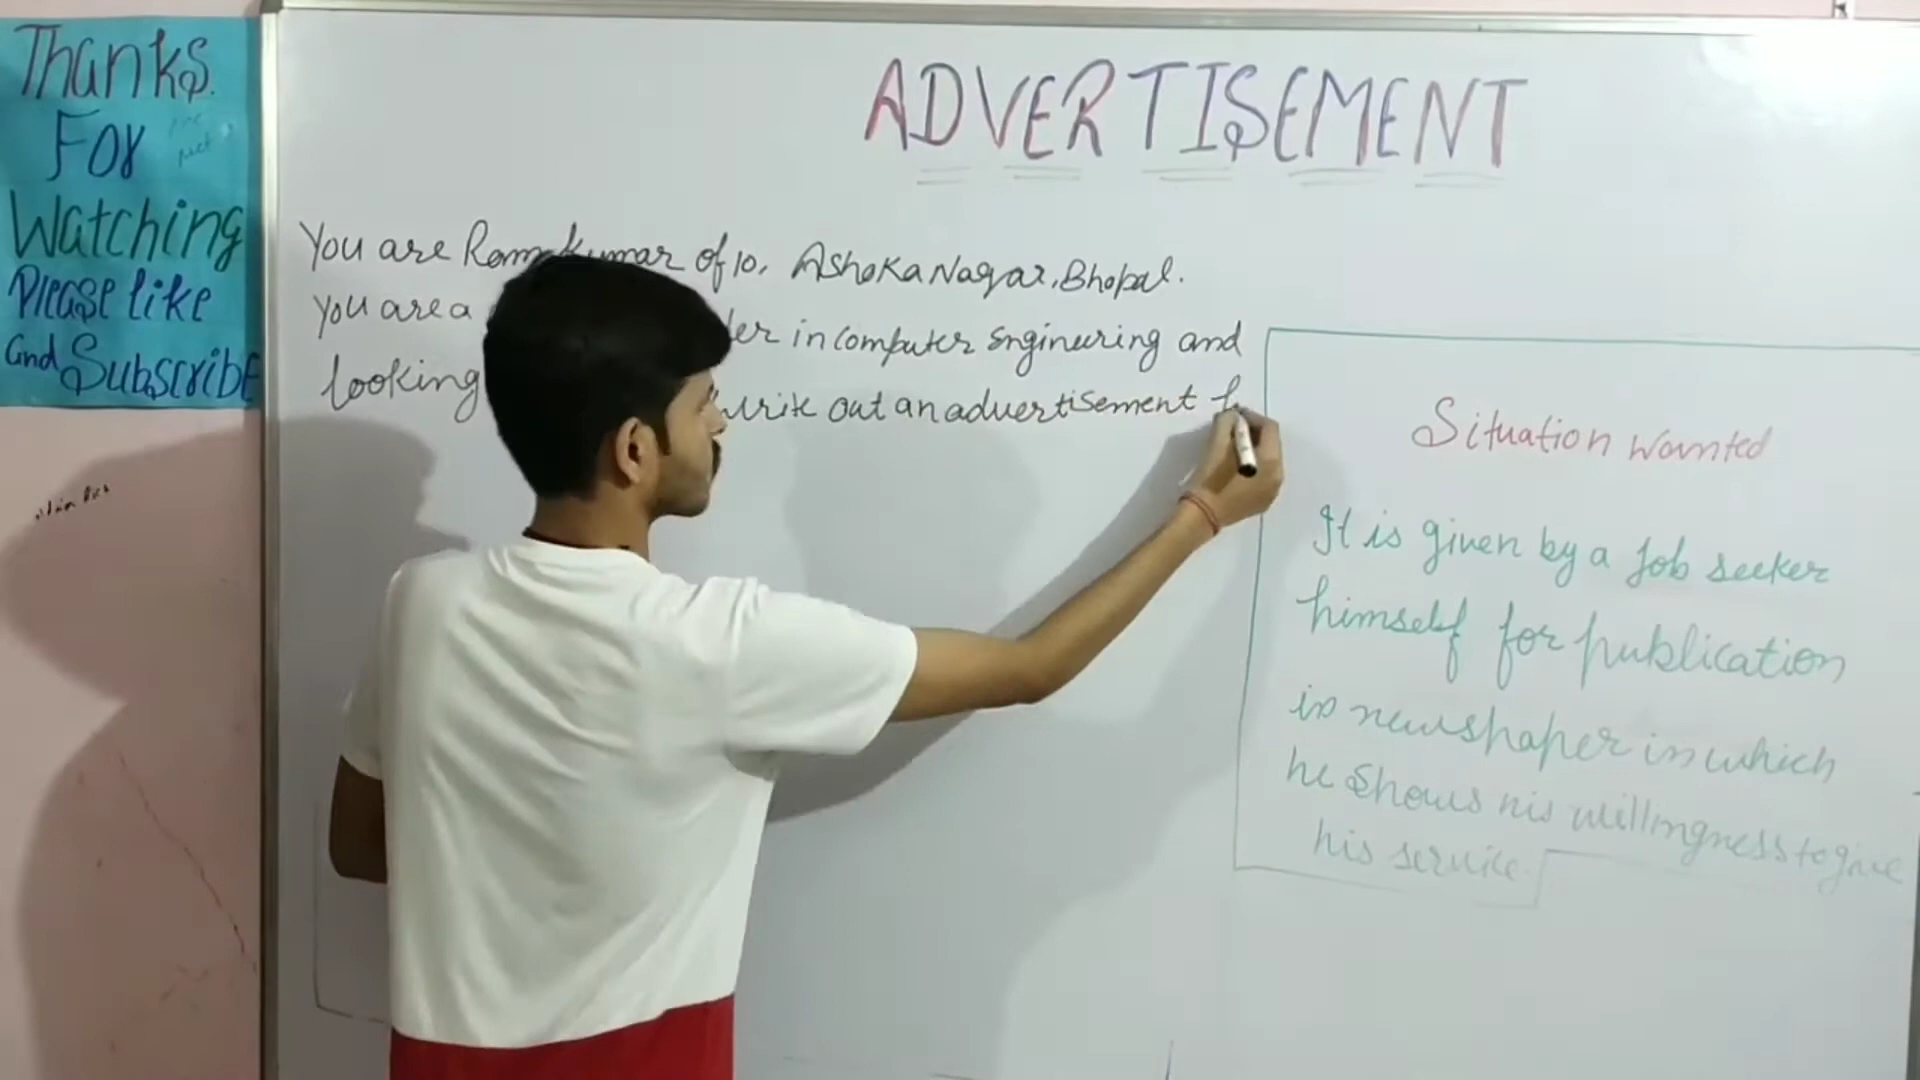 Thanks
For
Watching
Please like
and Subscribe
ADVERTISEMENT
You are Ram Kumar of 10, Ashoka Nagar, Bhopal.
You are a in computer Engineering and
looking write out an advertisement
Situation Wanted
It is given by a job seeker
himself for publication
in newspaper in which
he shows his willingness to give
his service